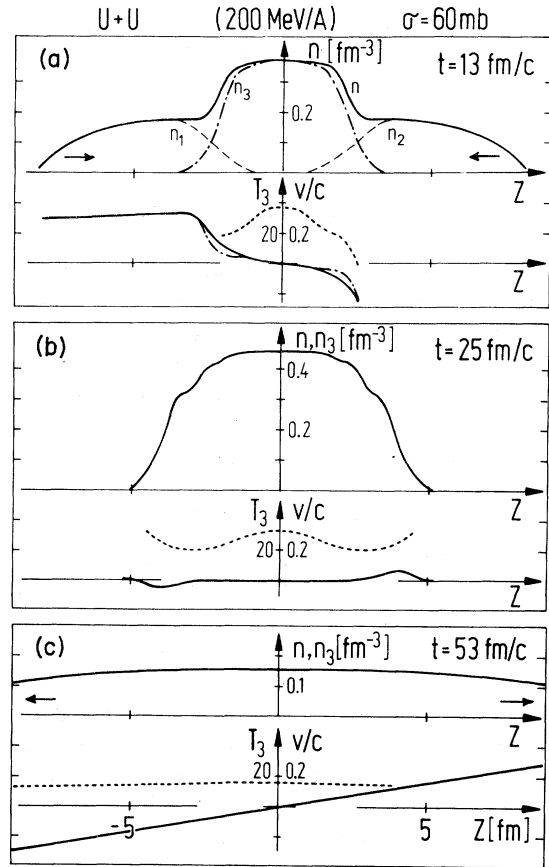 U+U (200 MeV/A) σ=60mb
(a) n [fm⁻³] t=13 fm/c
n₃ n
n₁ 0.2 n₂
Z
T₃ v/c
20 0.2
Z
(b) n,n₃[fm⁻³] t=25 fm/c
0.4
0.2
Z
T₃ v/c
20 0.2
Z
(c) n,n₃[fm⁻³] t=53 fm/c
0.1
Z
T₃ v/c
20 0.2
-5 5 Z[fm]